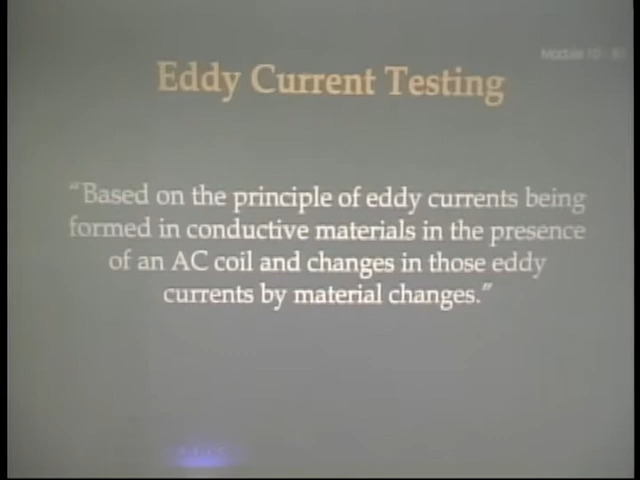 Eddy Current Testing
“Based on the principle of eddy currents being
formed in conductive materials in the presence
of an AC coil and changes in those eddy
currents by material changes.”